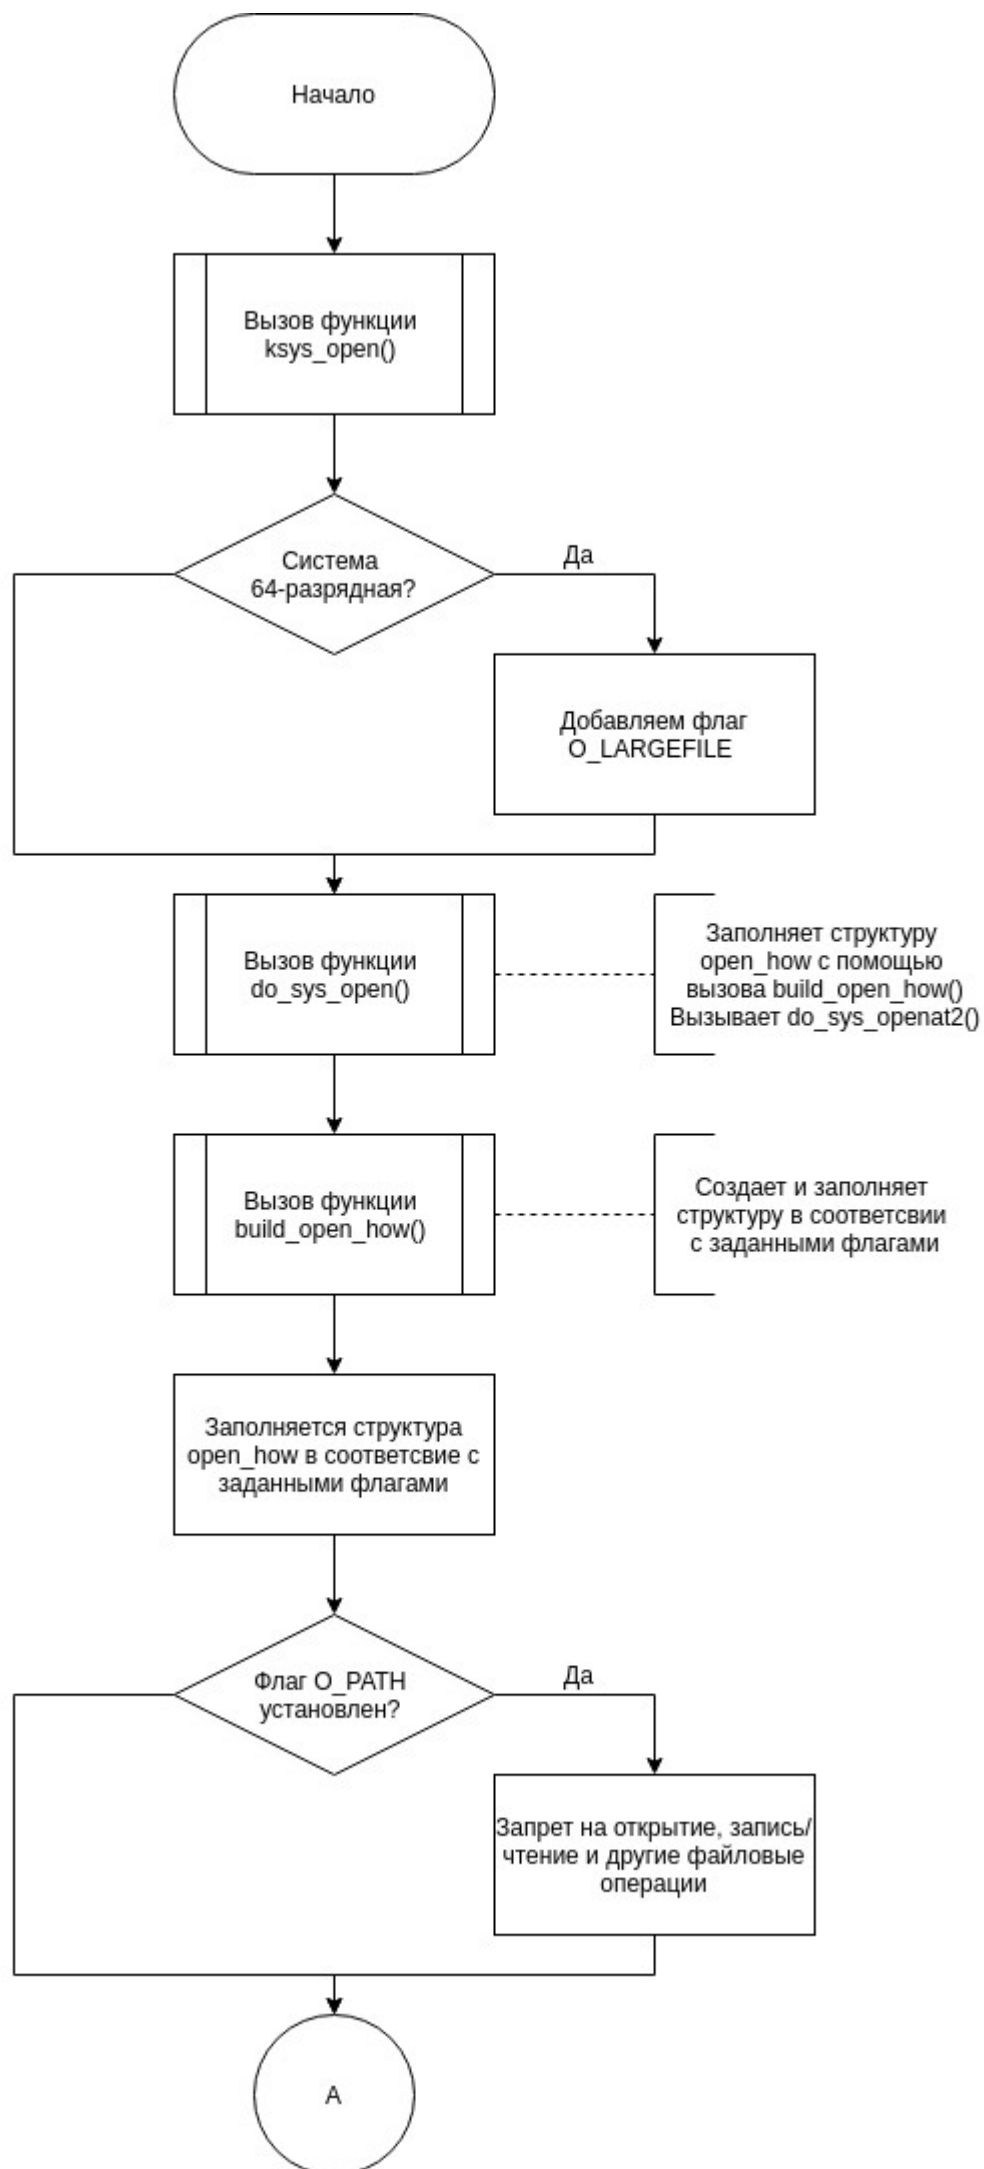 Начало
Вызов функции
ksys_open()
Система
64-разрядная?
Да
Добавляем флаг
O_LARGEFILE
Вызов функции
do_sys_open()
Заполняет структуру
open_how с помощью
вызова build_open_how()
Вызывает do_sys_openat2()
Вызов функции
build_open_how()
Создает и заполняет
структуру в соответсвии
с заданными флагами
Заполняется структура
open_how в соответсвие с
заданными флагами
Флаг O_PATH
установлен?
Да
Запрет на открытие, запись/
чтение и другие файловые
операции
А